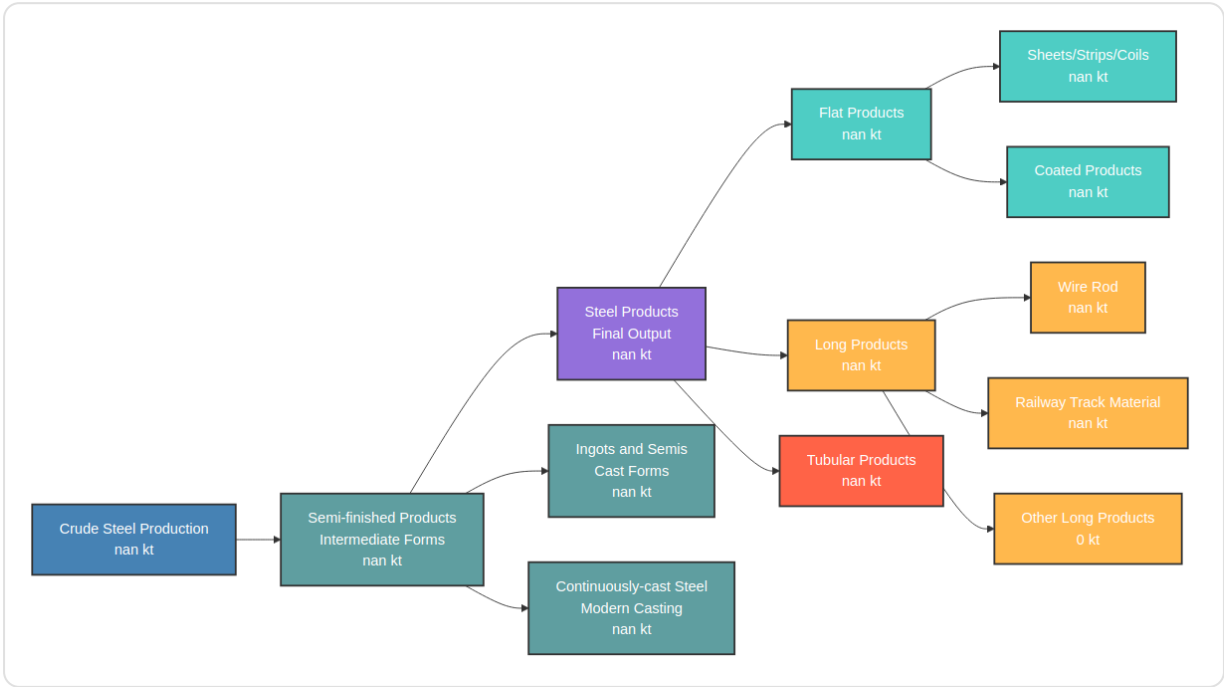 Crude Steel Production
nan kt
Semi-finished Products
Intermediate Forms
nan kt
Steel Products
Final Output
nan kt
Ingots and Semis
Cast Forms
nan kt
Continuously-cast Steel
Modern Casting
nan kt
Flat Products
nan kt
Long Products
nan kt
Tubular Products
nan kt
Sheets/Strips/Coils
nan kt
Coated Products
nan kt
Wire Rod
nan kt
Railway Track Material
nan kt
Other Long Products
0 kt